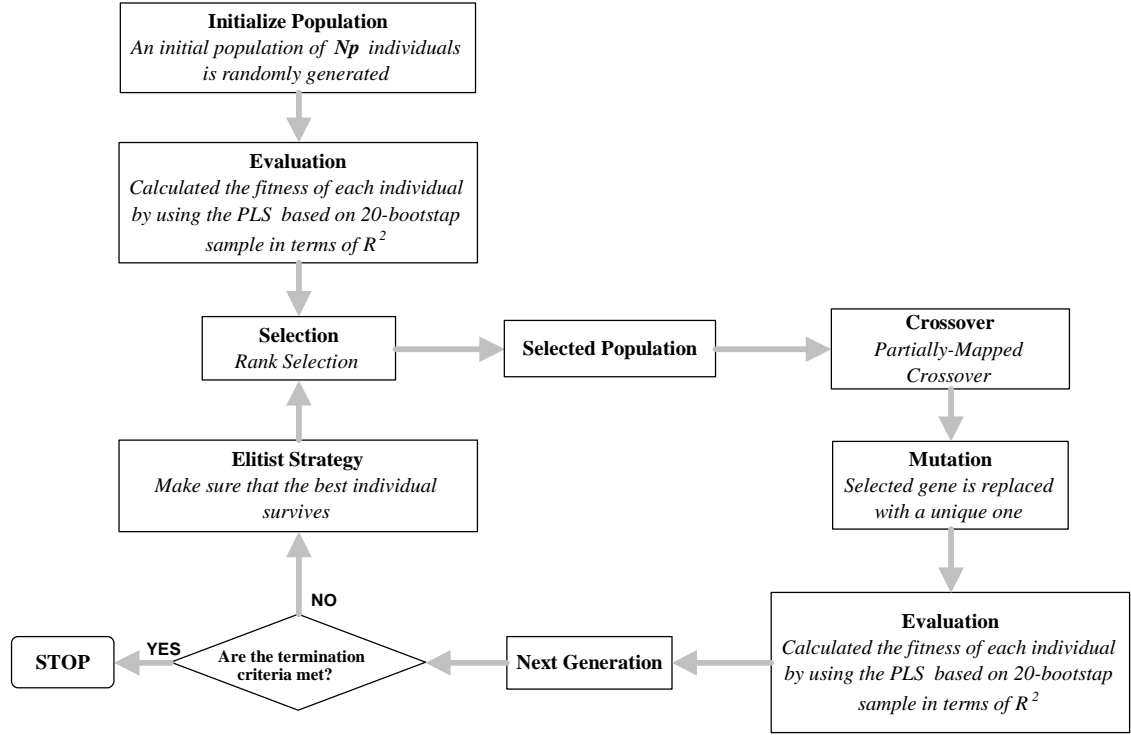 Initialize Population
An initial population of Np individuals
is randomly generated
Evaluation
Calculated the fitness of each individual
by using the PLS based on 20-bootstap
sample in terms of R²
Selection
Rank Selection
Selected Population
Crossover
Partially-Mapped
Crossover
Elitist Strategy
Make sure that the best individual
survives
Mutation
Selected gene is replaced
with a unique one
NO
YES
STOP
Are the termination
criteria met?
Next Generation
Evaluation
Calculated the fitness of each individual
by using the PLS based on 20-bootstap
sample in terms of R²